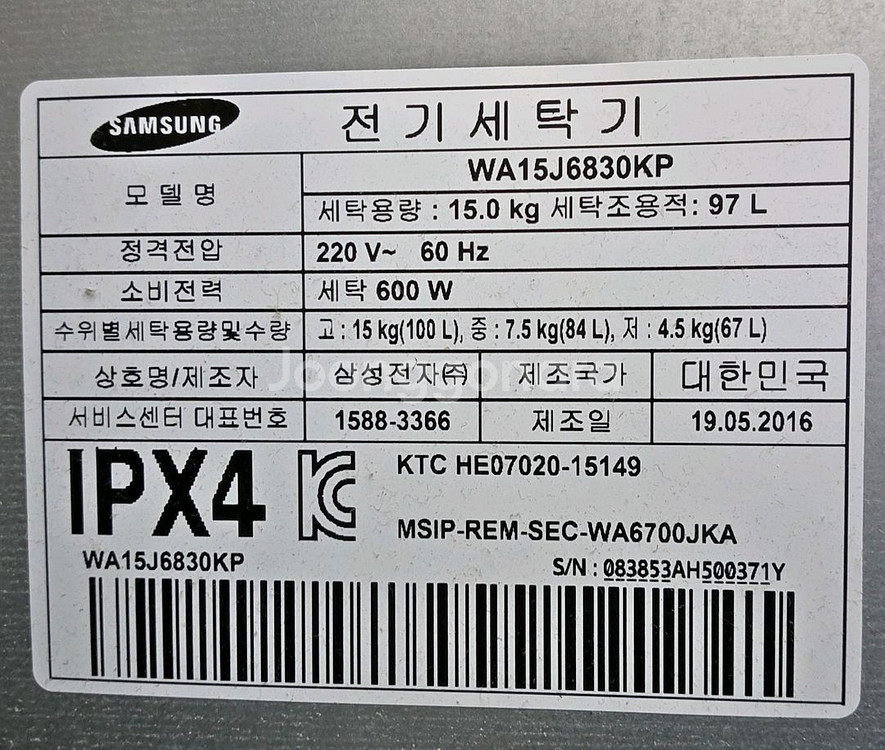 SAMSUNG 전기세탁기
모델명 WA15J6830KP
세탁용량 : 15.0 kg 세탁조용적: 97 L
정격전압 220 V~ 60 Hz
소비전력 세탁 600 W
수위별세탁용량및수량 고 : 15 kg(100 L), 중 : 7.5 kg(84 L), 저 : 4.5 kg(67 L)
상호명/제조자 삼성전자㈜ 제조국가 대한민국
서비스센터 대표번호 1588-3366 제조일 19.05.2016
IPX4 KC KTC HE07020-15149
MSIP-REM-SEC-WA6700JKA
WA15J6830KP S/N : 083853AH500371Y